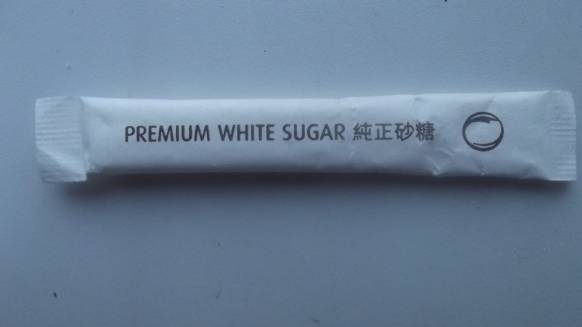 PREMIUM WHITE SUGAR 純正砂糖